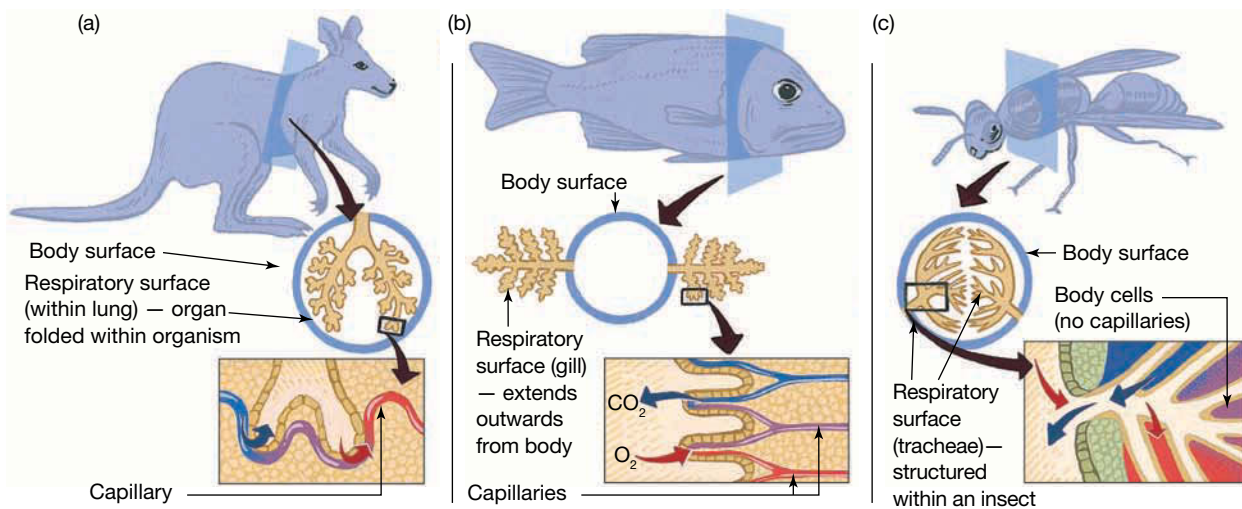 (a)
Body surface
Respiratory surface
(within lung) — organ
folded within organism
Capillary
(b)
Body surface
Respiratory
surface (gill)
— extends
outwards
from body
CO2
O2
Capillaries
(c)
Body surface
Body cells
(no capillaries)
Respiratory
surface
(tracheae)—
structured
within an insect